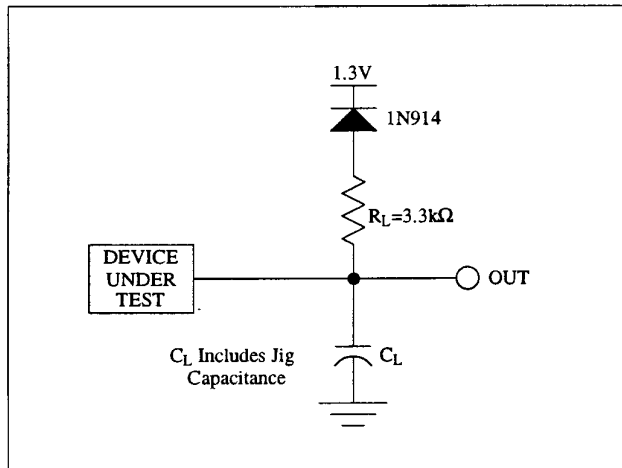 1.3V
1N914
R_L=3.3kΩ
DEVICE
UNDER
TEST
OUT
C_L Includes Jig
Capacitance
C_L